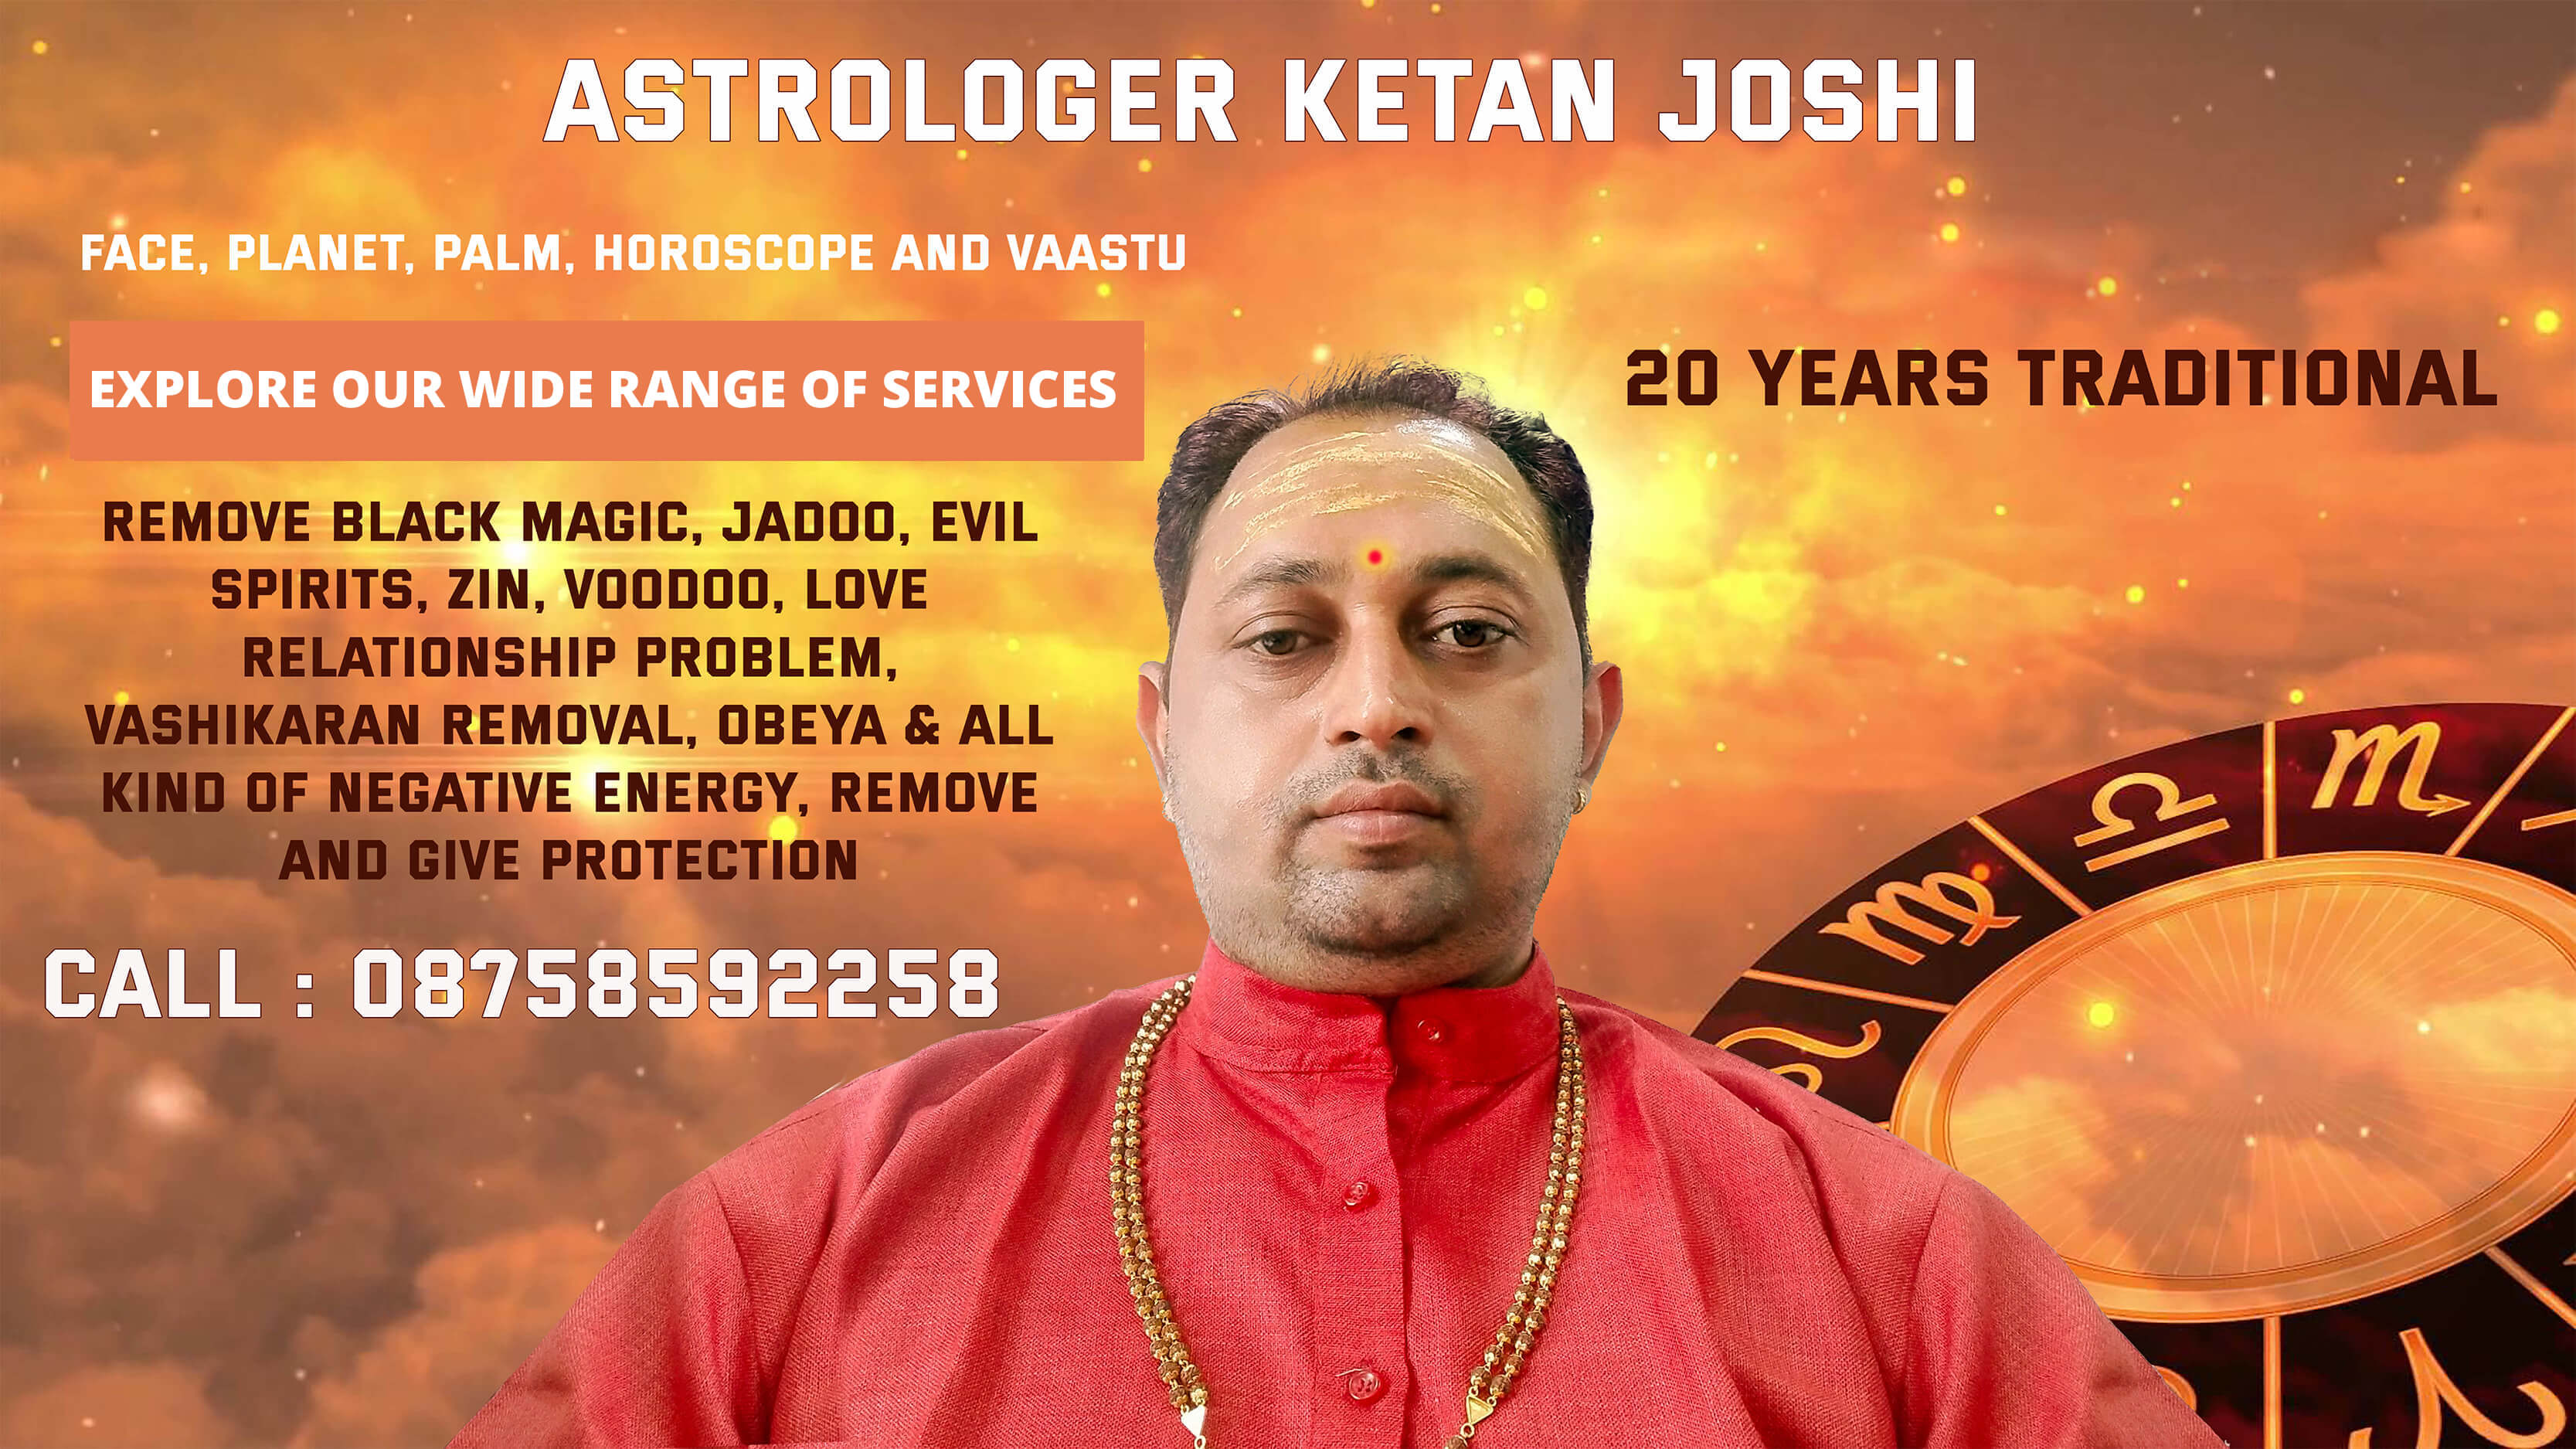 ASTROLOGER KETAN JOSHI
FACE, PLANET, PALM, HOROSCOPE AND VAASTU
EXPLORE OUR WIDE RANGE OF SERVICES
20 YEARS TRADITIONAL
REMOVE BLACK MAGIC, JADOO, EVIL
SPIRITS, ZIN, VOODOO, LOVE
RELATIONSHIP PROBLEM,
VASHIKARAN REMOVAL, OBEYA & ALL
KIND OF NEGATIVE ENERGY, REMOVE
AND GIVE PROTECTION
CALL : 08758592258